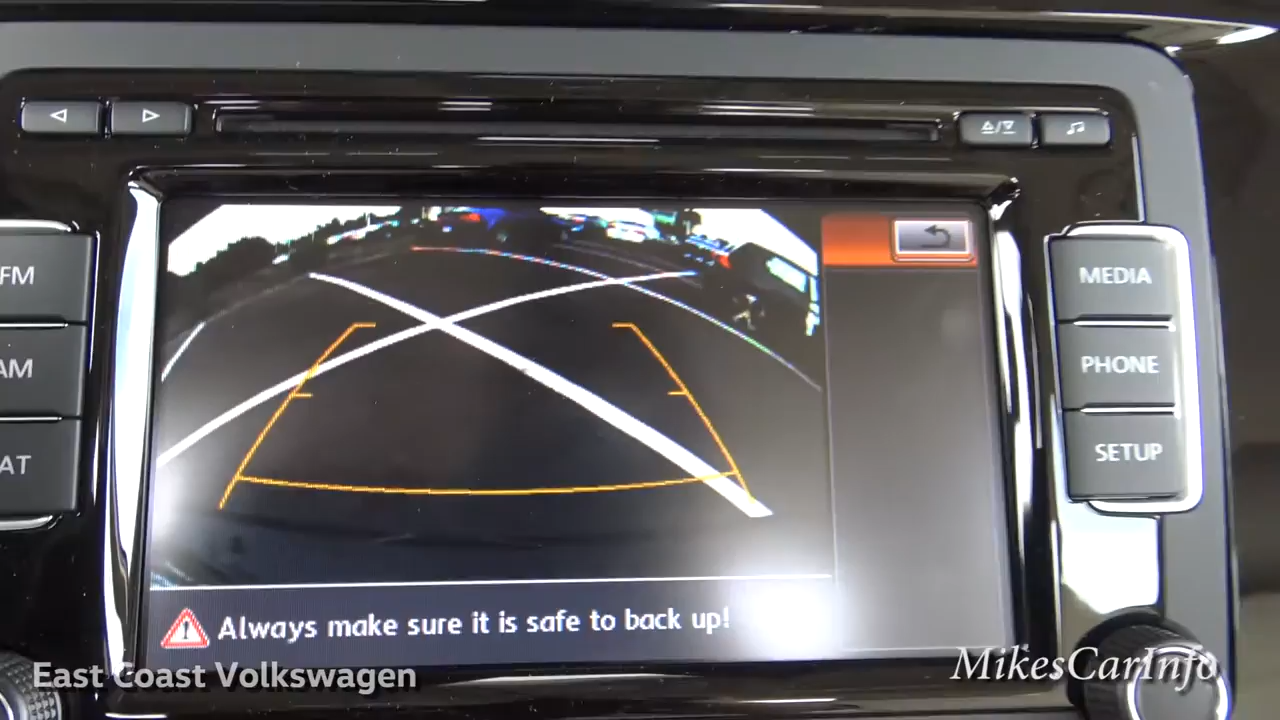 FM
AM
AT
MEDIA
PHONE
SETUP
Always make sure it is safe to back up!
East Coast Volkswagen
MikesCarInfo